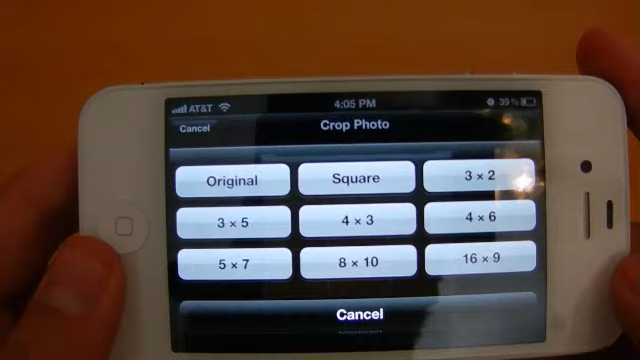 AT&T 4:05 PM 39%
Cancel Crop Photo
Original Square 3 × 2
3 × 5 4 × 3 4 × 6
5 × 7 8 × 10 16 × 9
Cancel